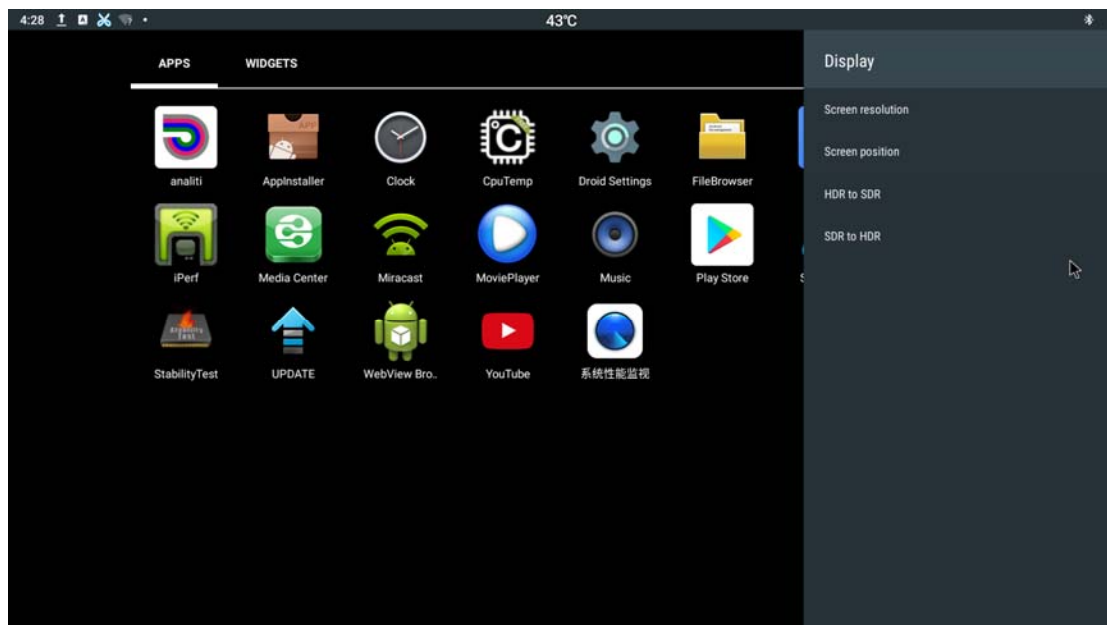 4:28
43°C
APPS WIDGETS
Display
Screen resolution
Screen position
HDR to SDR
SDR to HDR
analiti AppInstaller Clock CpuTemp Droid Settings FileBrowser
iPerf Media Center Miracast MoviePlayer Music Play Store S
StabilityTest UPDATE WebView Bro.. YouTube 系统性能监视